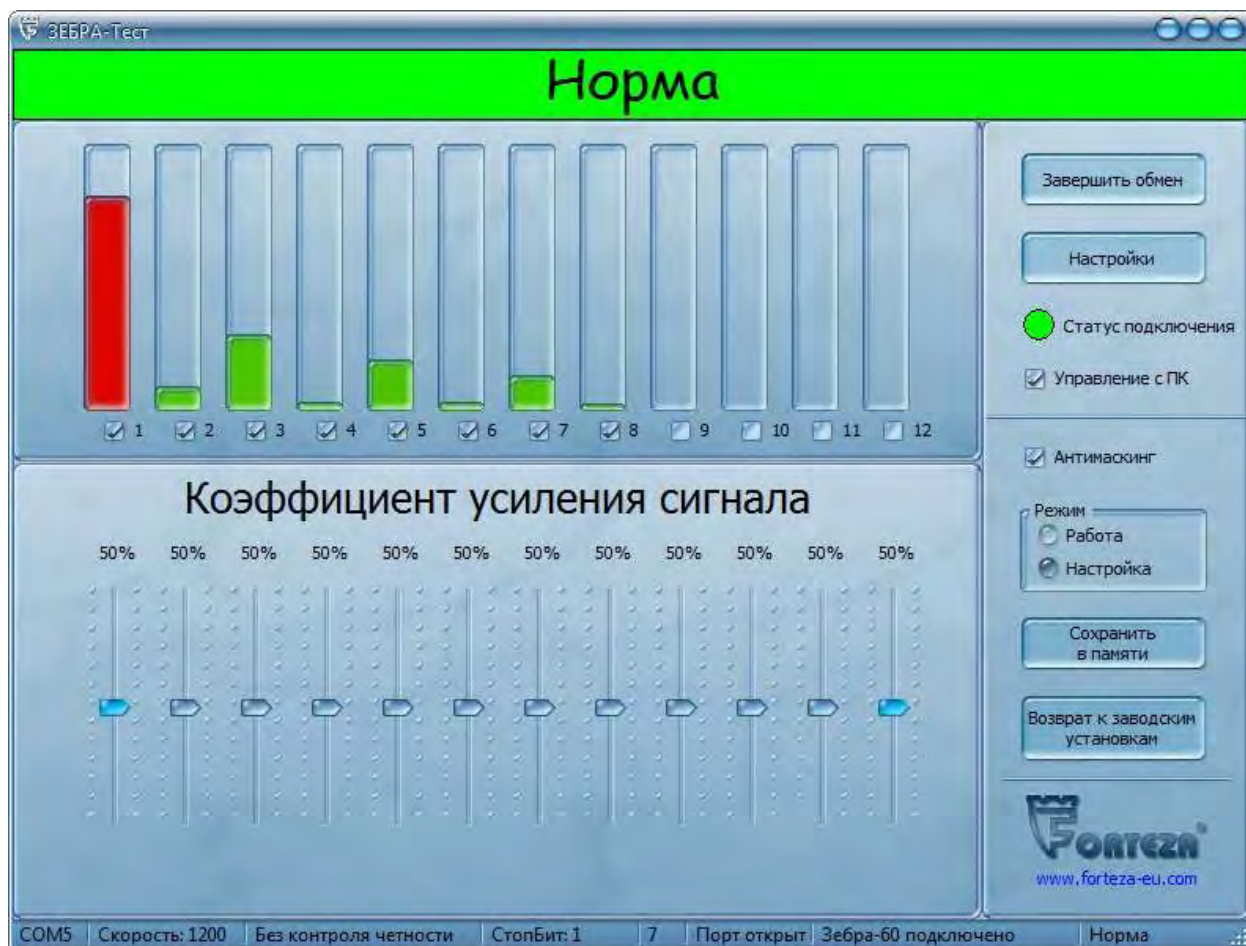 ЗЕБРА-Тест
Норма
1 2 3 4 5 6 7 8 9 10 11 12
Завершить обмен
Настройки
Статус подключения
Управление с ПК
Коэффициент усиления сигнала
50% 50% 50% 50% 50% 50% 50% 50% 50% 50% 50% 50%
Антимаскинг
Режим
Работа
Настройка
Сохранить
в памяти
Возврат к заводским
установкам
FORTEZA®
www.forteza-eu.com
COM5 Скорость: 1200 Без контроля четности СтопБит: 1 7 Порт открыт Зебра-60 подключено Норма